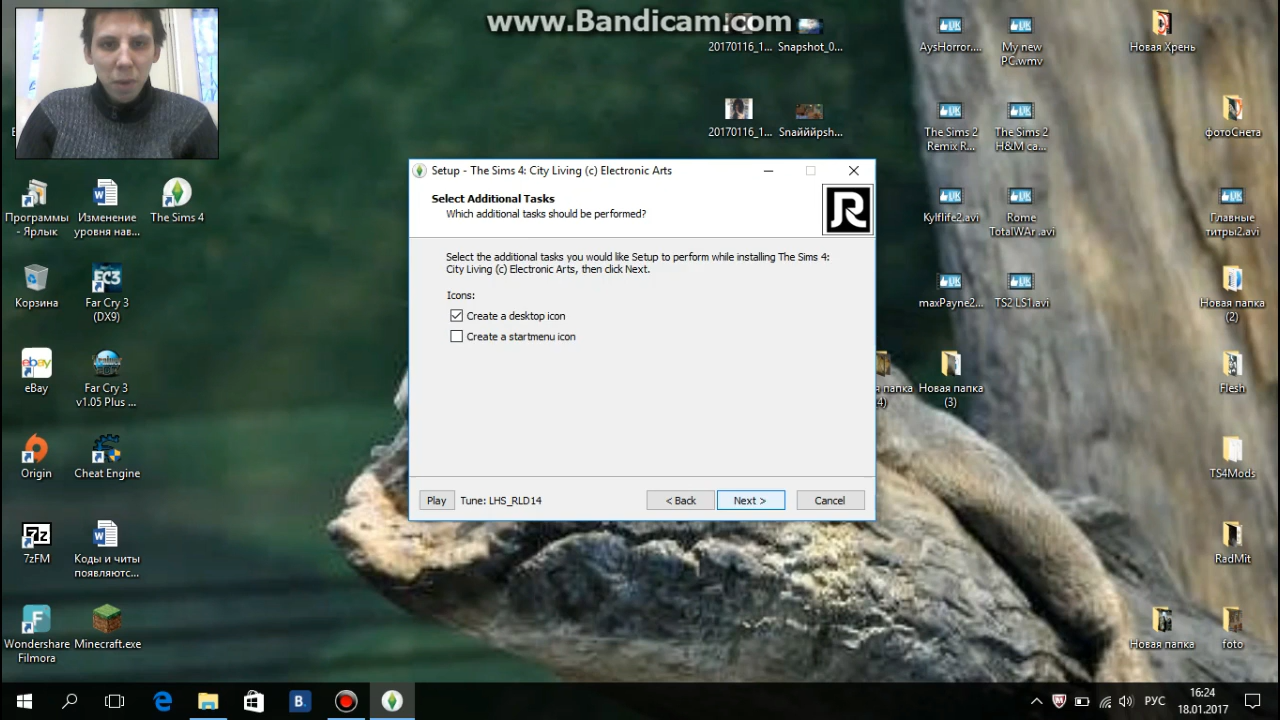 www.Bandicam.com
20170116_1...
Snapshot_0...
AysHorror....
My new
PC.wmv
Новая Хрень
20170116_1...
Snaйййpsh...
The Sims 2
Remix R...
The Sims 2
H&M ca...
фотоСнета
Программы
- Ярлык
Изменение
уровня нав...
The Sims 4
Kylflife2.avi
Rome
TotalWAr .avi
Главные
титры2.avi
Корзина
Far Cry 3
(DX9)
maxPayne2...
TS2 LS1.avi
Новая папка
(2)
eBay
Far Cry 3
v1.05 Plus ...
я папка
4)
Новая папка
(3)
Flesh
Origin
Cheat Engine
TS4Mods
7zFM
Коды и читы
появляютс...
RadMit
Wondershare
Filmora
Minecraft.exe
Новая папка
foto
Setup - The Sims 4: City Living (c) Electronic Arts
Select Additional Tasks
Which additional tasks should be performed?
Select the additional tasks you would like Setup to perform while installing The Sims 4:
City Living (c) Electronic Arts, then click Next.
Icons:
Create a desktop icon
Create a startmenu icon
Play
Tune: LHS_RLD14
< Back
Next >
Cancel
B.
РУС
16:24
18.01.2017